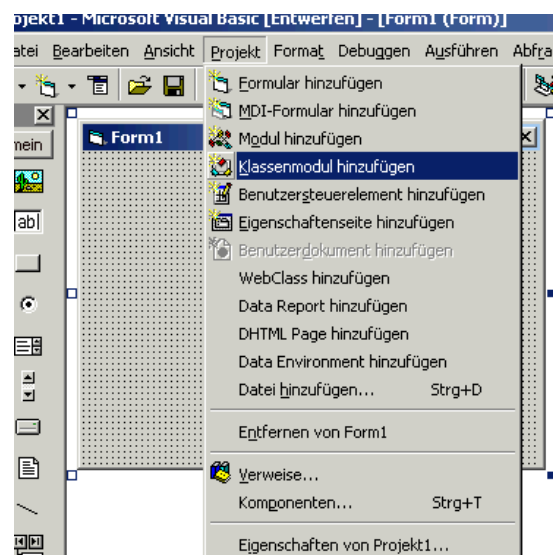 ojekt1 - Microsoft Visual Basic [Entwerfen] - [Form1 (Form)]
atei Bearbeiten Ansicht Projekt Format Debuggen Ausführen Abfra
mein
Form1
ab
Formular hinzufügen
MDI-Formular hinzufügen
Modul hinzufügen
Klassenmodul hinzufügen
Benutzersteuerelement hinzufügen
Eigenschaftenseite hinzufügen
Benutzerdokument hinzufügen
WebClass hinzufügen
Data Report hinzufügen
DHTML Page hinzufügen
Data Environment hinzufügen
Datei hinzufügen... Strg+D
Entfernen von Form1
Verweise...
Komponenten... Strg+T
Eigenschaften von Projekt1...